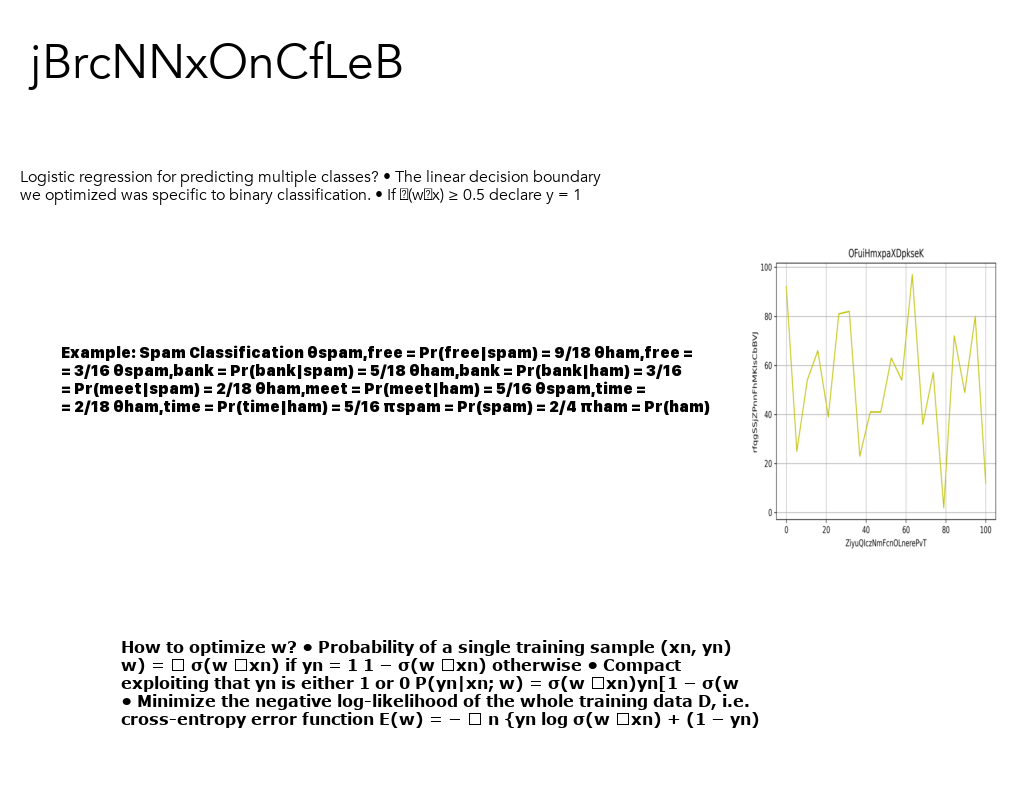 jBrcNNxOnCfLeB
Logistic regression for predicting multiple classes? • The linear decision boundary
we optimized was specific to binary classification. • If (wx) ≥ 0.5 declare y = 1
OFuiHmxpaXDpkseK
100
80
60
40
20
0
0 20 40 60 80 100
ZiyuQIczNmFcnOLnerePvT
Example: Spam Classification θspam,free = Pr(free|spam) = 9/18 θham,free =
= 3/16 θspam,bank = Pr(bank|spam) = 5/18 θham,bank = Pr(bank|ham) = 3/16
= Pr(meet|spam) = 2/18 θham,meet = Pr(meet|ham) = 5/16 θspam,time =
= 2/18 θham,time = Pr(time|ham) = 5/16 πspam = Pr(spam) = 2/4 πham = Pr(ham)
How to optimize w? • Probability of a single training sample (xn, yn)
w) = □ σ(w □xn) if yn = 1 1 − σ(w □xn) otherwise • Compact
exploiting that yn is either 1 or 0 P(yn|xn; w) = σ(w □xn)yn[1 − σ(w
• Minimize the negative log-likelihood of the whole training data D, i.e.
cross-entropy error function E(w) = − □ n {yn log σ(w □xn) + (1 − yn)